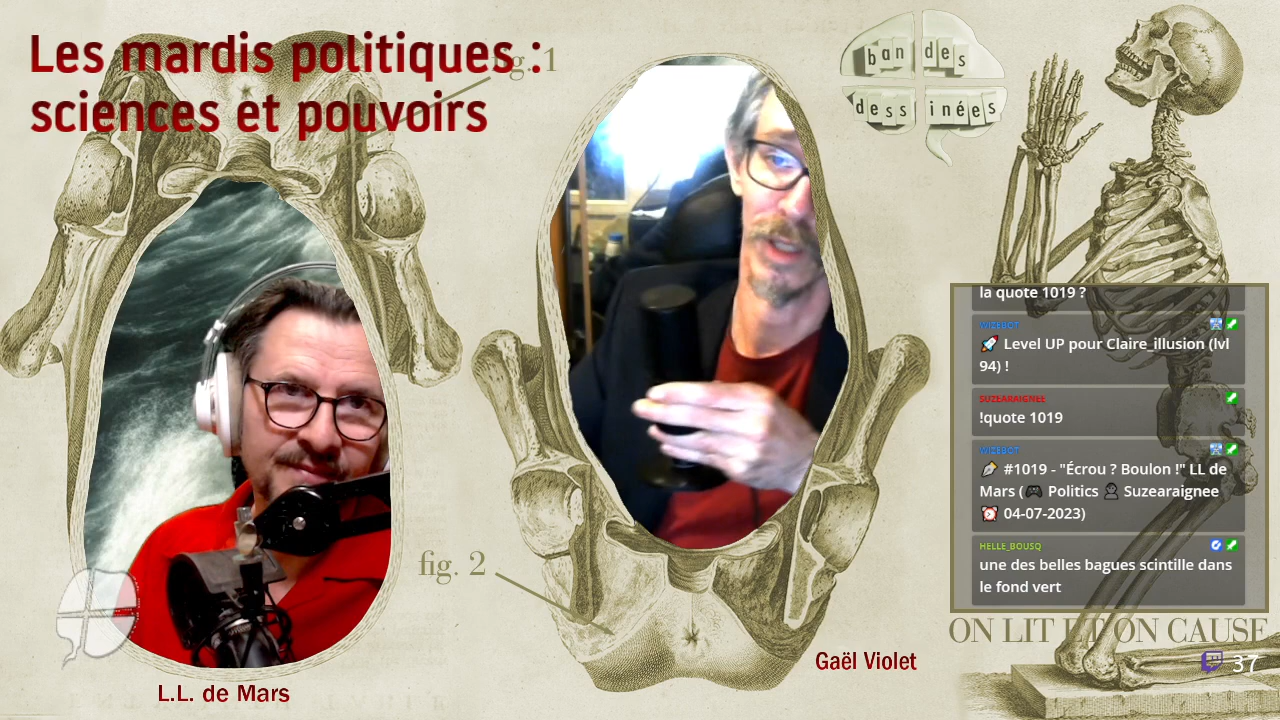 Les mardis politiques :
sciences et pouvoirs
fig. 1
ban des
dess inées
la quote 1019 ?
WIZEBOT
🚀 Level UP pour Claire_illusion (lvl
94) !
SUZEARAIGNEE
!quote 1019
WIZEBOT
#1019 - "Écrou ? Boulon !" LL de
Mars (🎮 Politics 👤 Suzearaignee
⏰ 04-07-2023)
HELLE_BOUSQ
une des belles bagues scintille dans
le fond vert
fig. 2
ON LIT ET ON CAUSE
37
Gaël Violet
L.L. de Mars